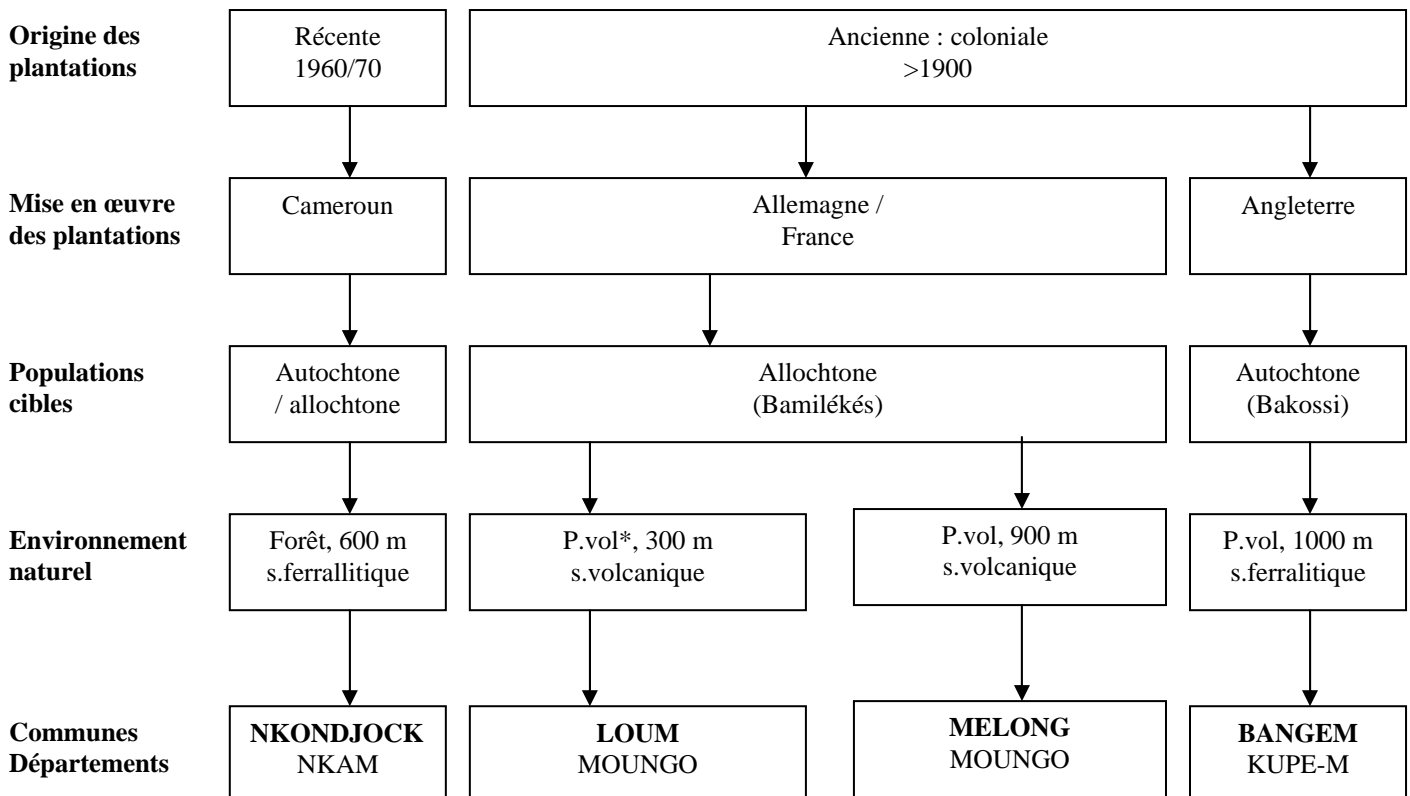 Origine des
plantations
Récente
1960/70
Ancienne : coloniale
>1900
Mise en œuvre
des plantations
Cameroun
Allemagne /
France
Angleterre
Populations
cibles
Autochtone
/ allochtone
Allochtone
(Bamilékés)
Autochtone
(Bakossi)
Environnement
naturel
Forêt, 600 m
s.ferrallitique
P.vol*, 300 m
s.volcanique
P.vol, 900 m
s.volcanique
P.vol, 1000 m
s.ferralitique
Communes
Départements
NKONDJOCK
NKAM
LOUM
MOUNGO
MELONG
MOUNGO
BANGEM
KUPE-M